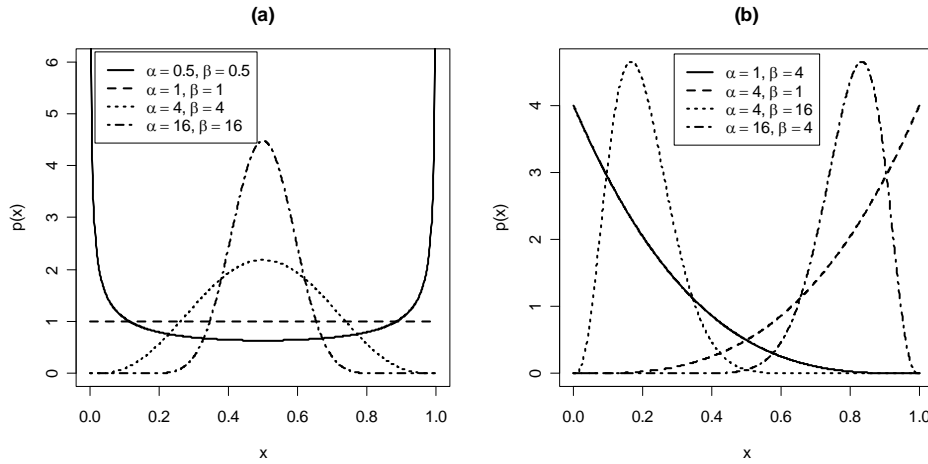 (a)
α = 0.5, β = 0.5
α = 1, β = 1
α = 4, β = 4
α = 16, β = 16
p(x)
6
5
4
3
2
1
0
0.0 0.2 0.4 0.6 0.8 1.0
x
(b)
α = 1, β = 4
α = 4, β = 1
α = 4, β = 16
α = 16, β = 4
p(x)
4
3
2
1
0
0.0 0.2 0.4 0.6 0.8 1.0
x